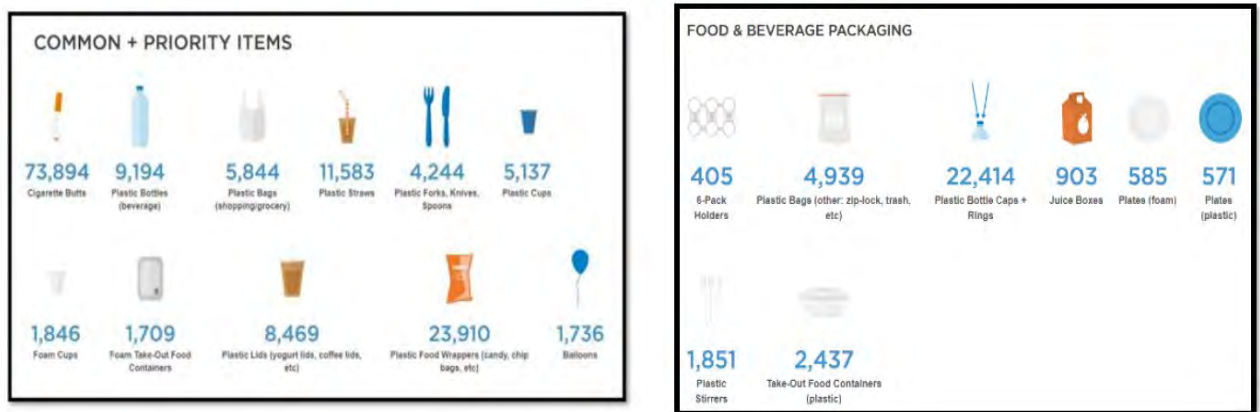 COMMON + PRIORITY ITEMS
73,894
Cigarette Butts
9,194
Plastic Bottles
(beverage)
5,844
Plastic Bags
(shopping/grocery)
11,583
Plastic Straws
4,244
Plastic Forks, Knives,
Spoons
5,137
Plastic Cups
1,846
Foam Cups
1,709
Foam Take-Out Food
Containers
8,469
Plastic Lids (yogurt lids, coffee lids,
etc)
23,910
Plastic Food Wrappers (candy, chip
bags, etc)
1,736
Balloons
FOOD & BEVERAGE PACKAGING
405
6-Pack
Holders
4,939
Plastic Bags (other: zip-lock, trash,
etc)
22,414
Plastic Bottle Caps +
Rings
903
Juice Boxes
585
Plates (foam)
571
Plates
(plastic)
1,851
Plastic
Stirrers
2,437
Take-Out Food Containers
(plastic)